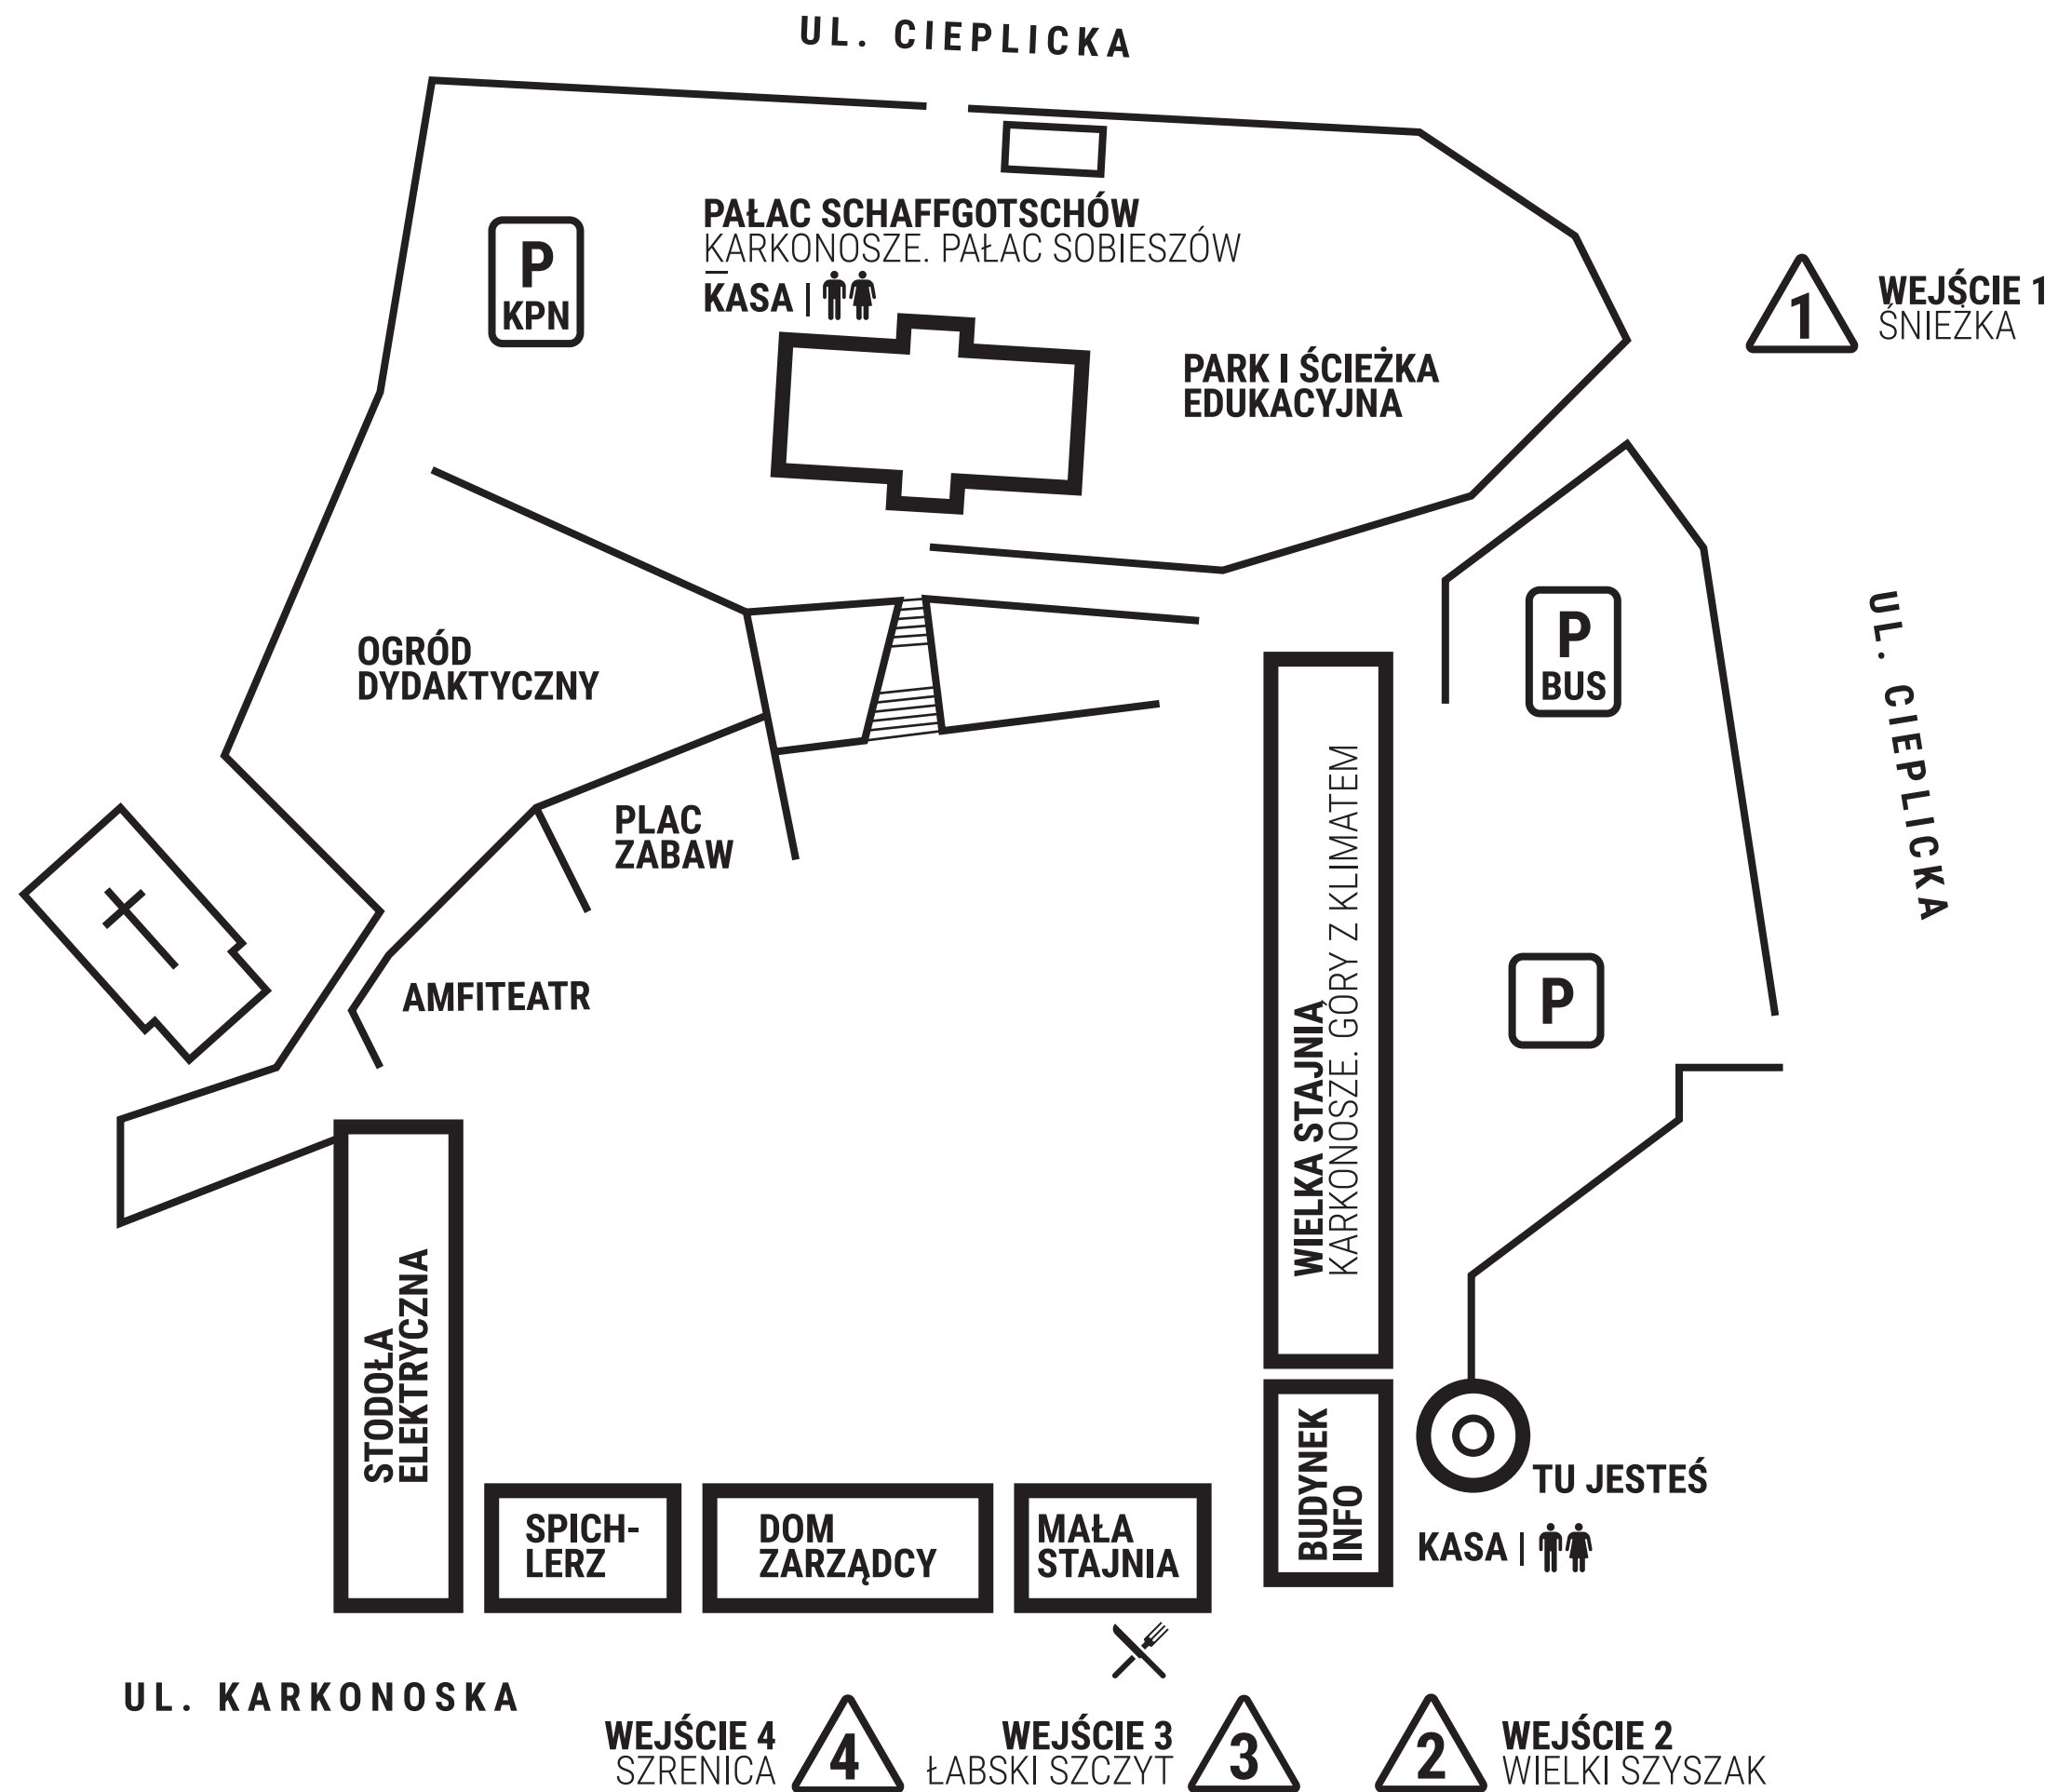 UL. CIEPLICKA
P
KPN
PAŁAC SCHAFFGOTSCHÓW
KARKONOSZE. PAŁAC SOBIESZÓW
KASA |
1
WEJŚCIE 1
ŚNIEŻKA
PARK I ŚCIEŻKA
EDUKACYJNA
OGRÓD
DYDAKTYCZNY
P
BUS
UL. CIEPLICKA
PLAC
ZABAW
AMFITEATR
WIELKA STAJNIA
KARKONOSZE. GÓRY Z KLIMATEM
P
STODOŁA
ELEKTRYCZNA
SPICH-
LERZ
DOM
ZARZĄDCY
MAŁA
STAJNIA
BUDYNEK
INFO
TU JESTEŚ
KASA |
UL. KARKONOSKA
WEJŚCIE 4
SZRENICA
4
WEJŚCIE 3
ŁABSKI SZCZYT
3
2
WEJŚCIE 2
WIELKI SZYSZAK